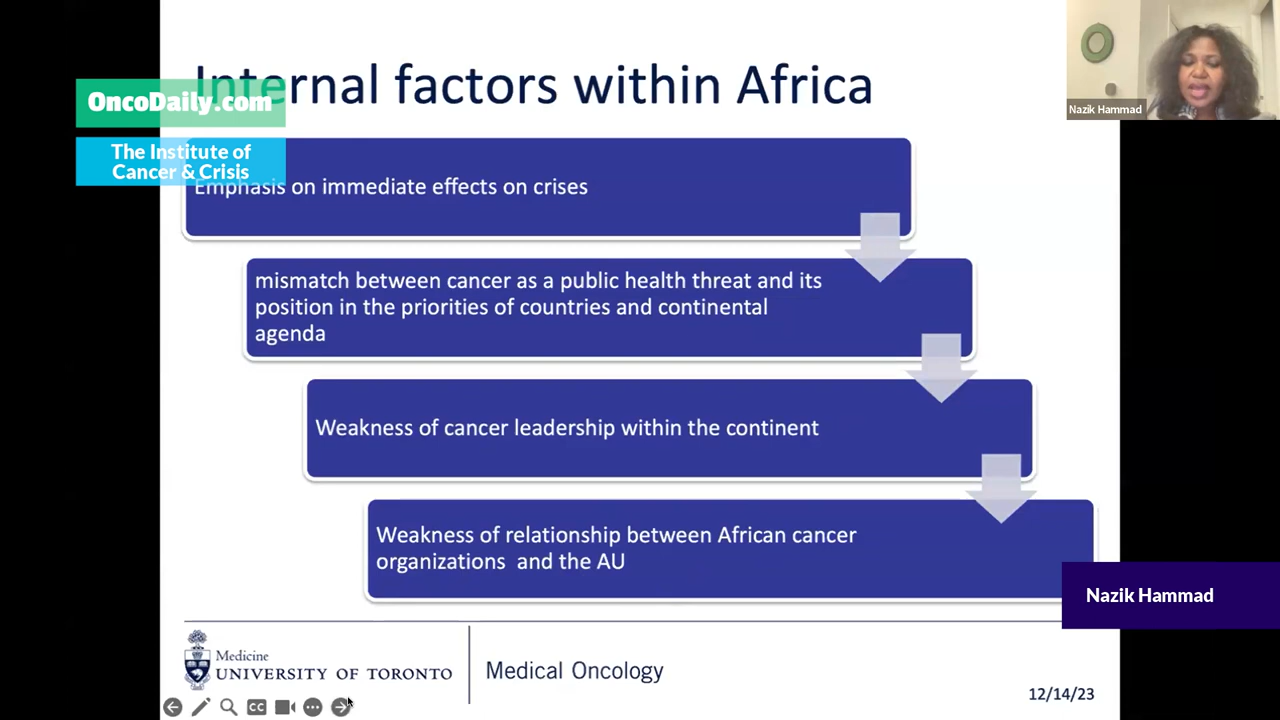 Internal factors within Africa
OncoDaily.com
The Institute of
Cancer & Crisis
Nazik Hammad
Emphasis on immediate effects on crises
mismatch between cancer as a public health threat and its
position in the priorities of countries and continental
agenda
Weakness of cancer leadership within the continent
Weakness of relationship between African cancer
organizations and the AU
Nazik Hammad
Medicine
UNIVERSITY OF TORONTO
Medical Oncology
12/14/23
CC